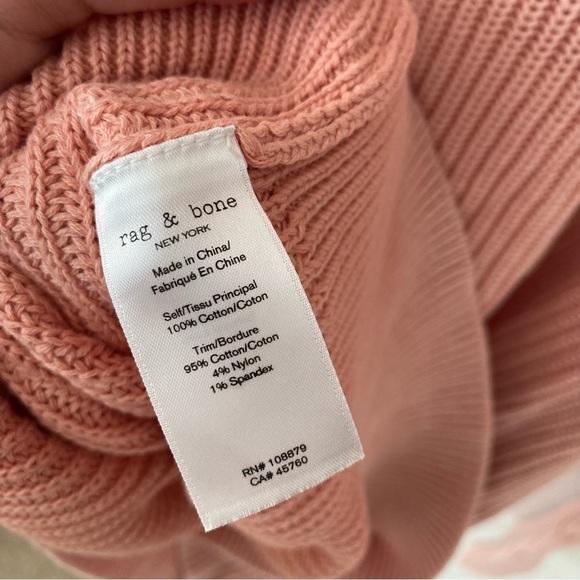 rag & bone
NEW YORK
Made in China/
Fabriqué En Chine
Self/Tissu Principal
100% Cotton/Coton
Trim/Bordure
95% Cotton/Coton
4% Nylon
1% Spandex
RN# 108879
CA# 45760